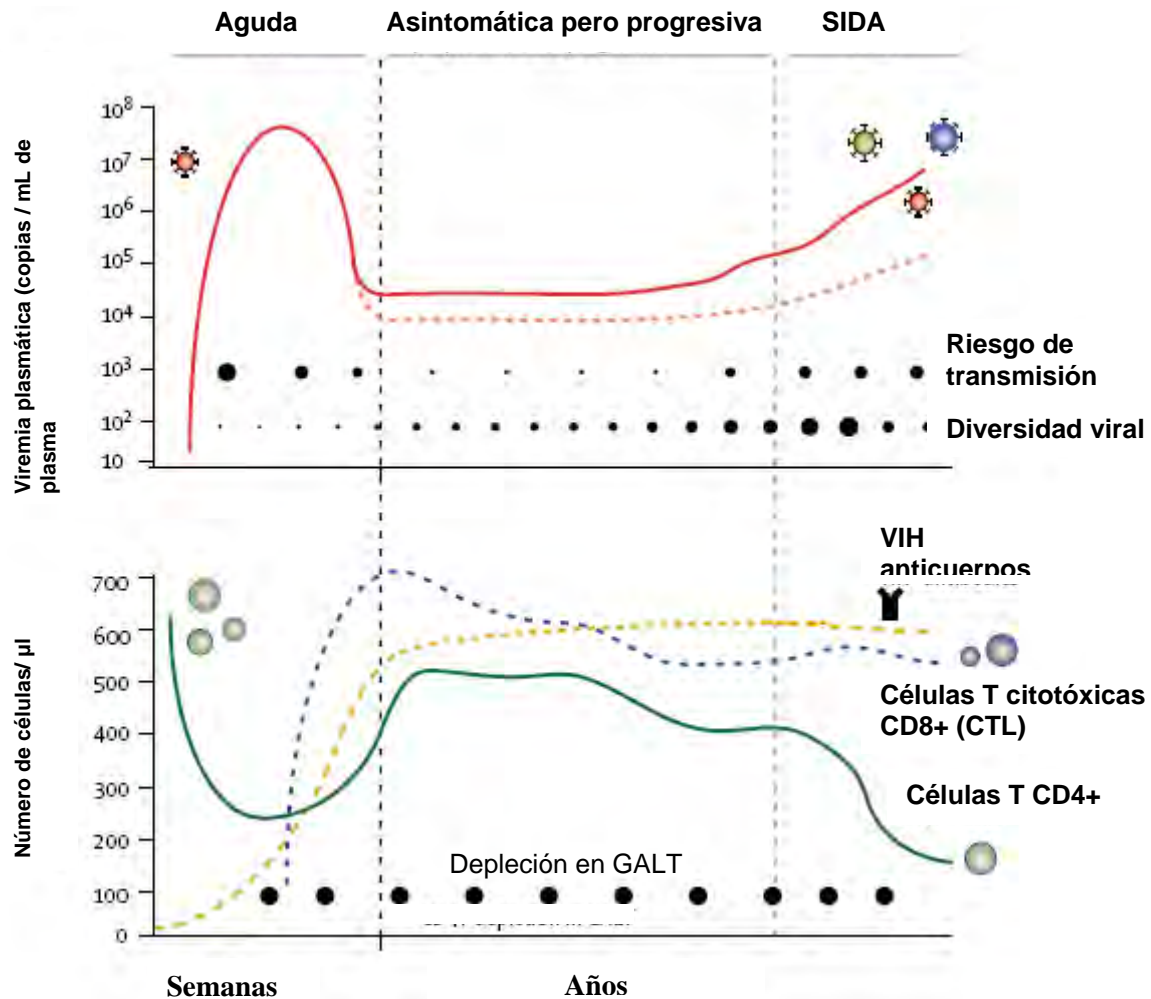 Aguda Asintomática pero progresiva SIDA
Viremia plasmática (copias / mL de
plasma
10⁸
10⁷
10⁶
10⁵
10⁴
10³
10²
10
Riesgo de
transmisión
Diversidad viral
Número de células/ µl
700
600
500
400
300
200
100
0
VIH
anticuerpos
Células T citotóxicas
CD8+ (CTL)
Células T CD4+
Depleción en GALT
Semanas Años